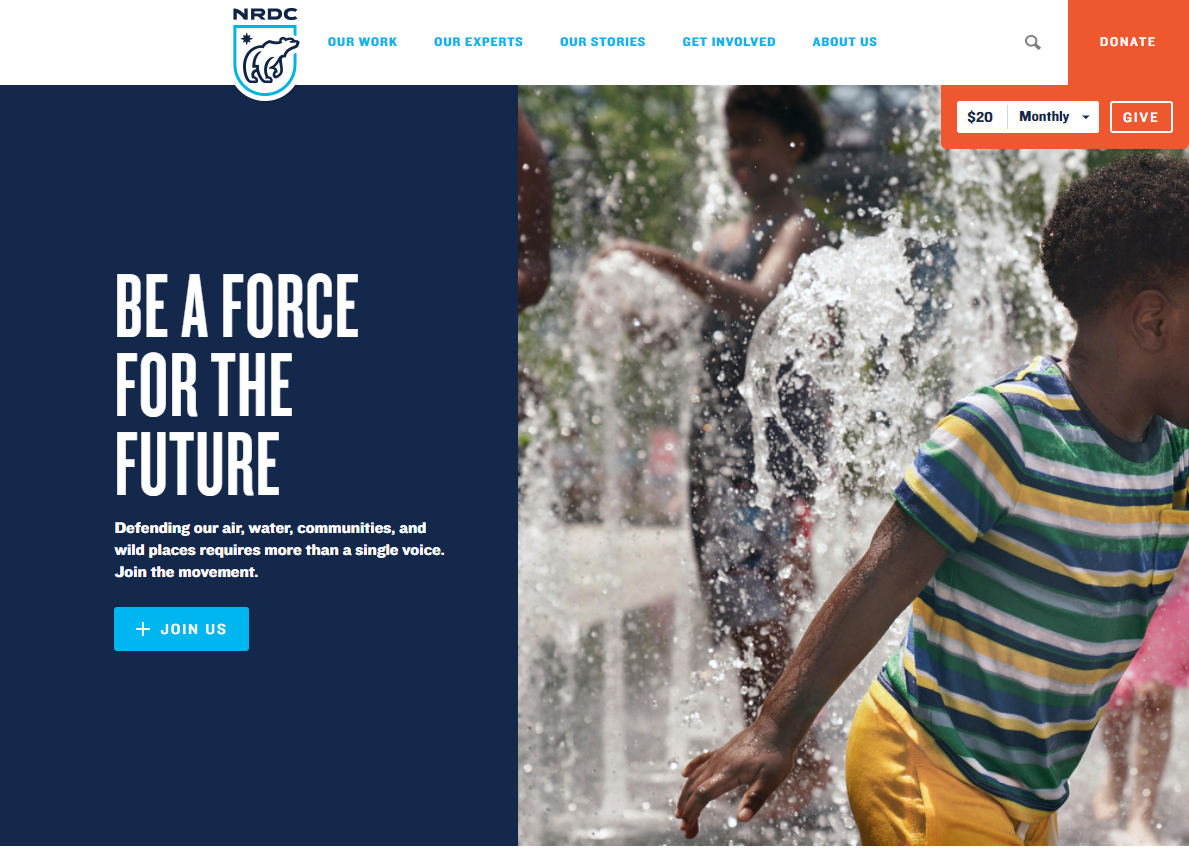 NRDC
OUR WORK
OUR EXPERTS
OUR STORIES
GET INVOLVED
ABOUT US
DONATE
$20
Monthly
GIVE
BE A FORCE
FOR THE
FUTURE
Defending our air, water, communities, and
wild places requires more than a single voice.
Join the movement.
JOIN US